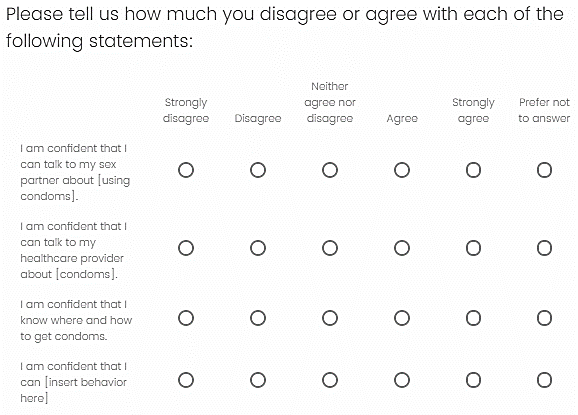 Please tell us how much you disagree or agree with each of the
following statements:
Strongly disagree
Disagree
Neither agree nor disagree
Agree
Strongly agree
Prefer not to answer
I am confident that I
can talk to my sex
partner about [using
condoms].
I am confident that I
can talk to my
healthcare provider
about [condoms].
I am confident that I
know where and how
to get condoms.
I am confident that I
can [insert behavior
here]